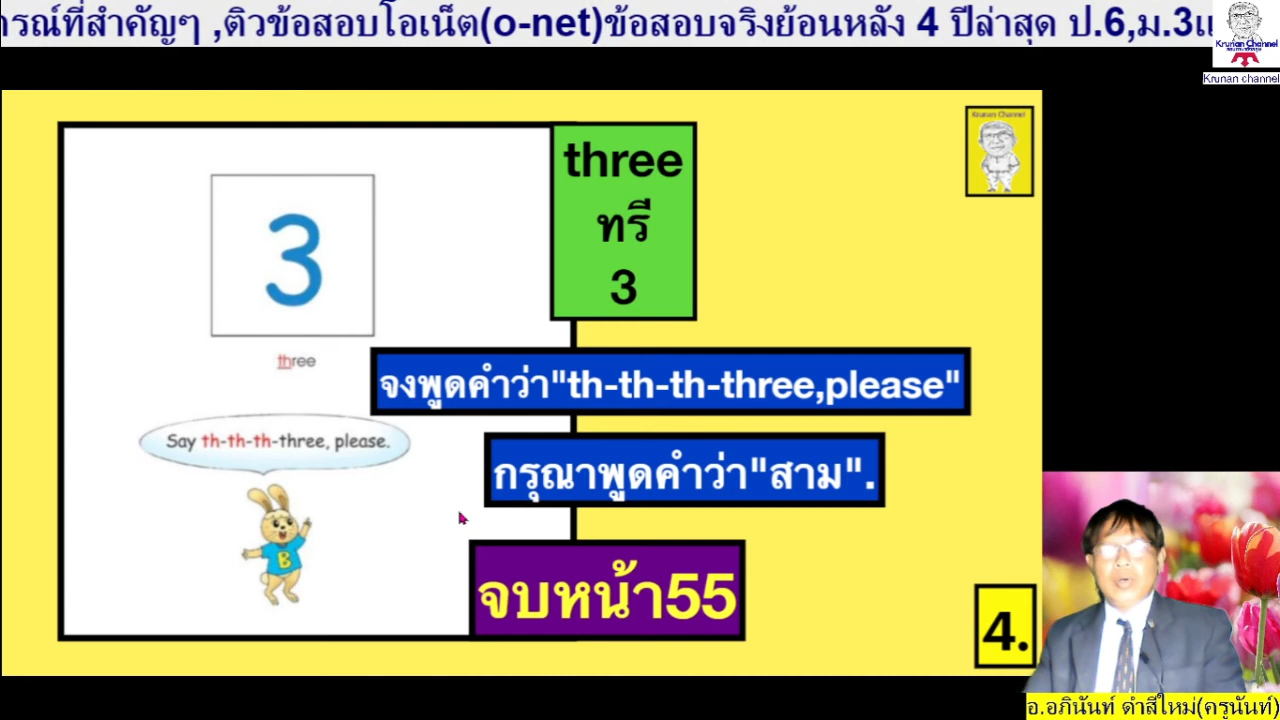 รณ์ที่สำคัญๆ ,ติวข้อสอบโอเน็ต(o-net)ข้อสอบจริงย้อนหลัง 4 ปีล่าสุด ป.6,ม.3แ
Krunan Channel
Krunan channel
Krunan Channel
three
ทรี
3
3
three
จงพูดคำว่า"th-th-th-three,please"
Say th-th-th-three, please.
กรุณาพูดคำว่า"สาม".
B
จบหน้า55
4.
อ.อภินันท์ ดำสีใหม่(ครูนันท์)